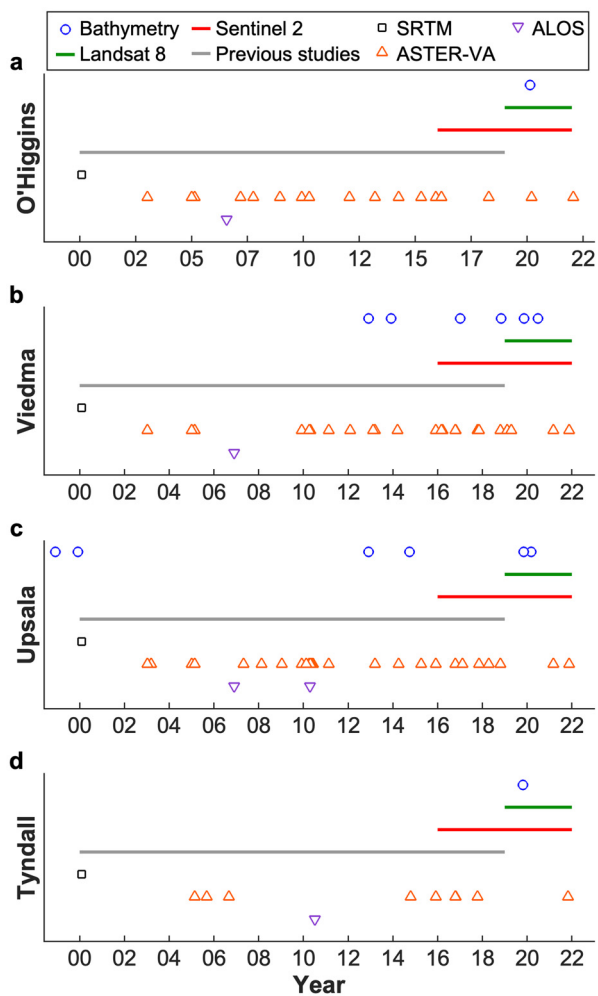 Bathymetry Sentinel 2 SRTM ALOS
Landsat 8 Previous studies ASTER-VA
a
O'Higgins
00 02 05 07 10 12 15 17 20 22
b
Viedma
00 02 04 06 08 10 12 14 16 18 20 22
c
Upsala
00 02 04 06 08 10 12 14 16 18 20 22
d
Tyndall
00 02 04 06 08 10 12 14 16 18 20 22
Year